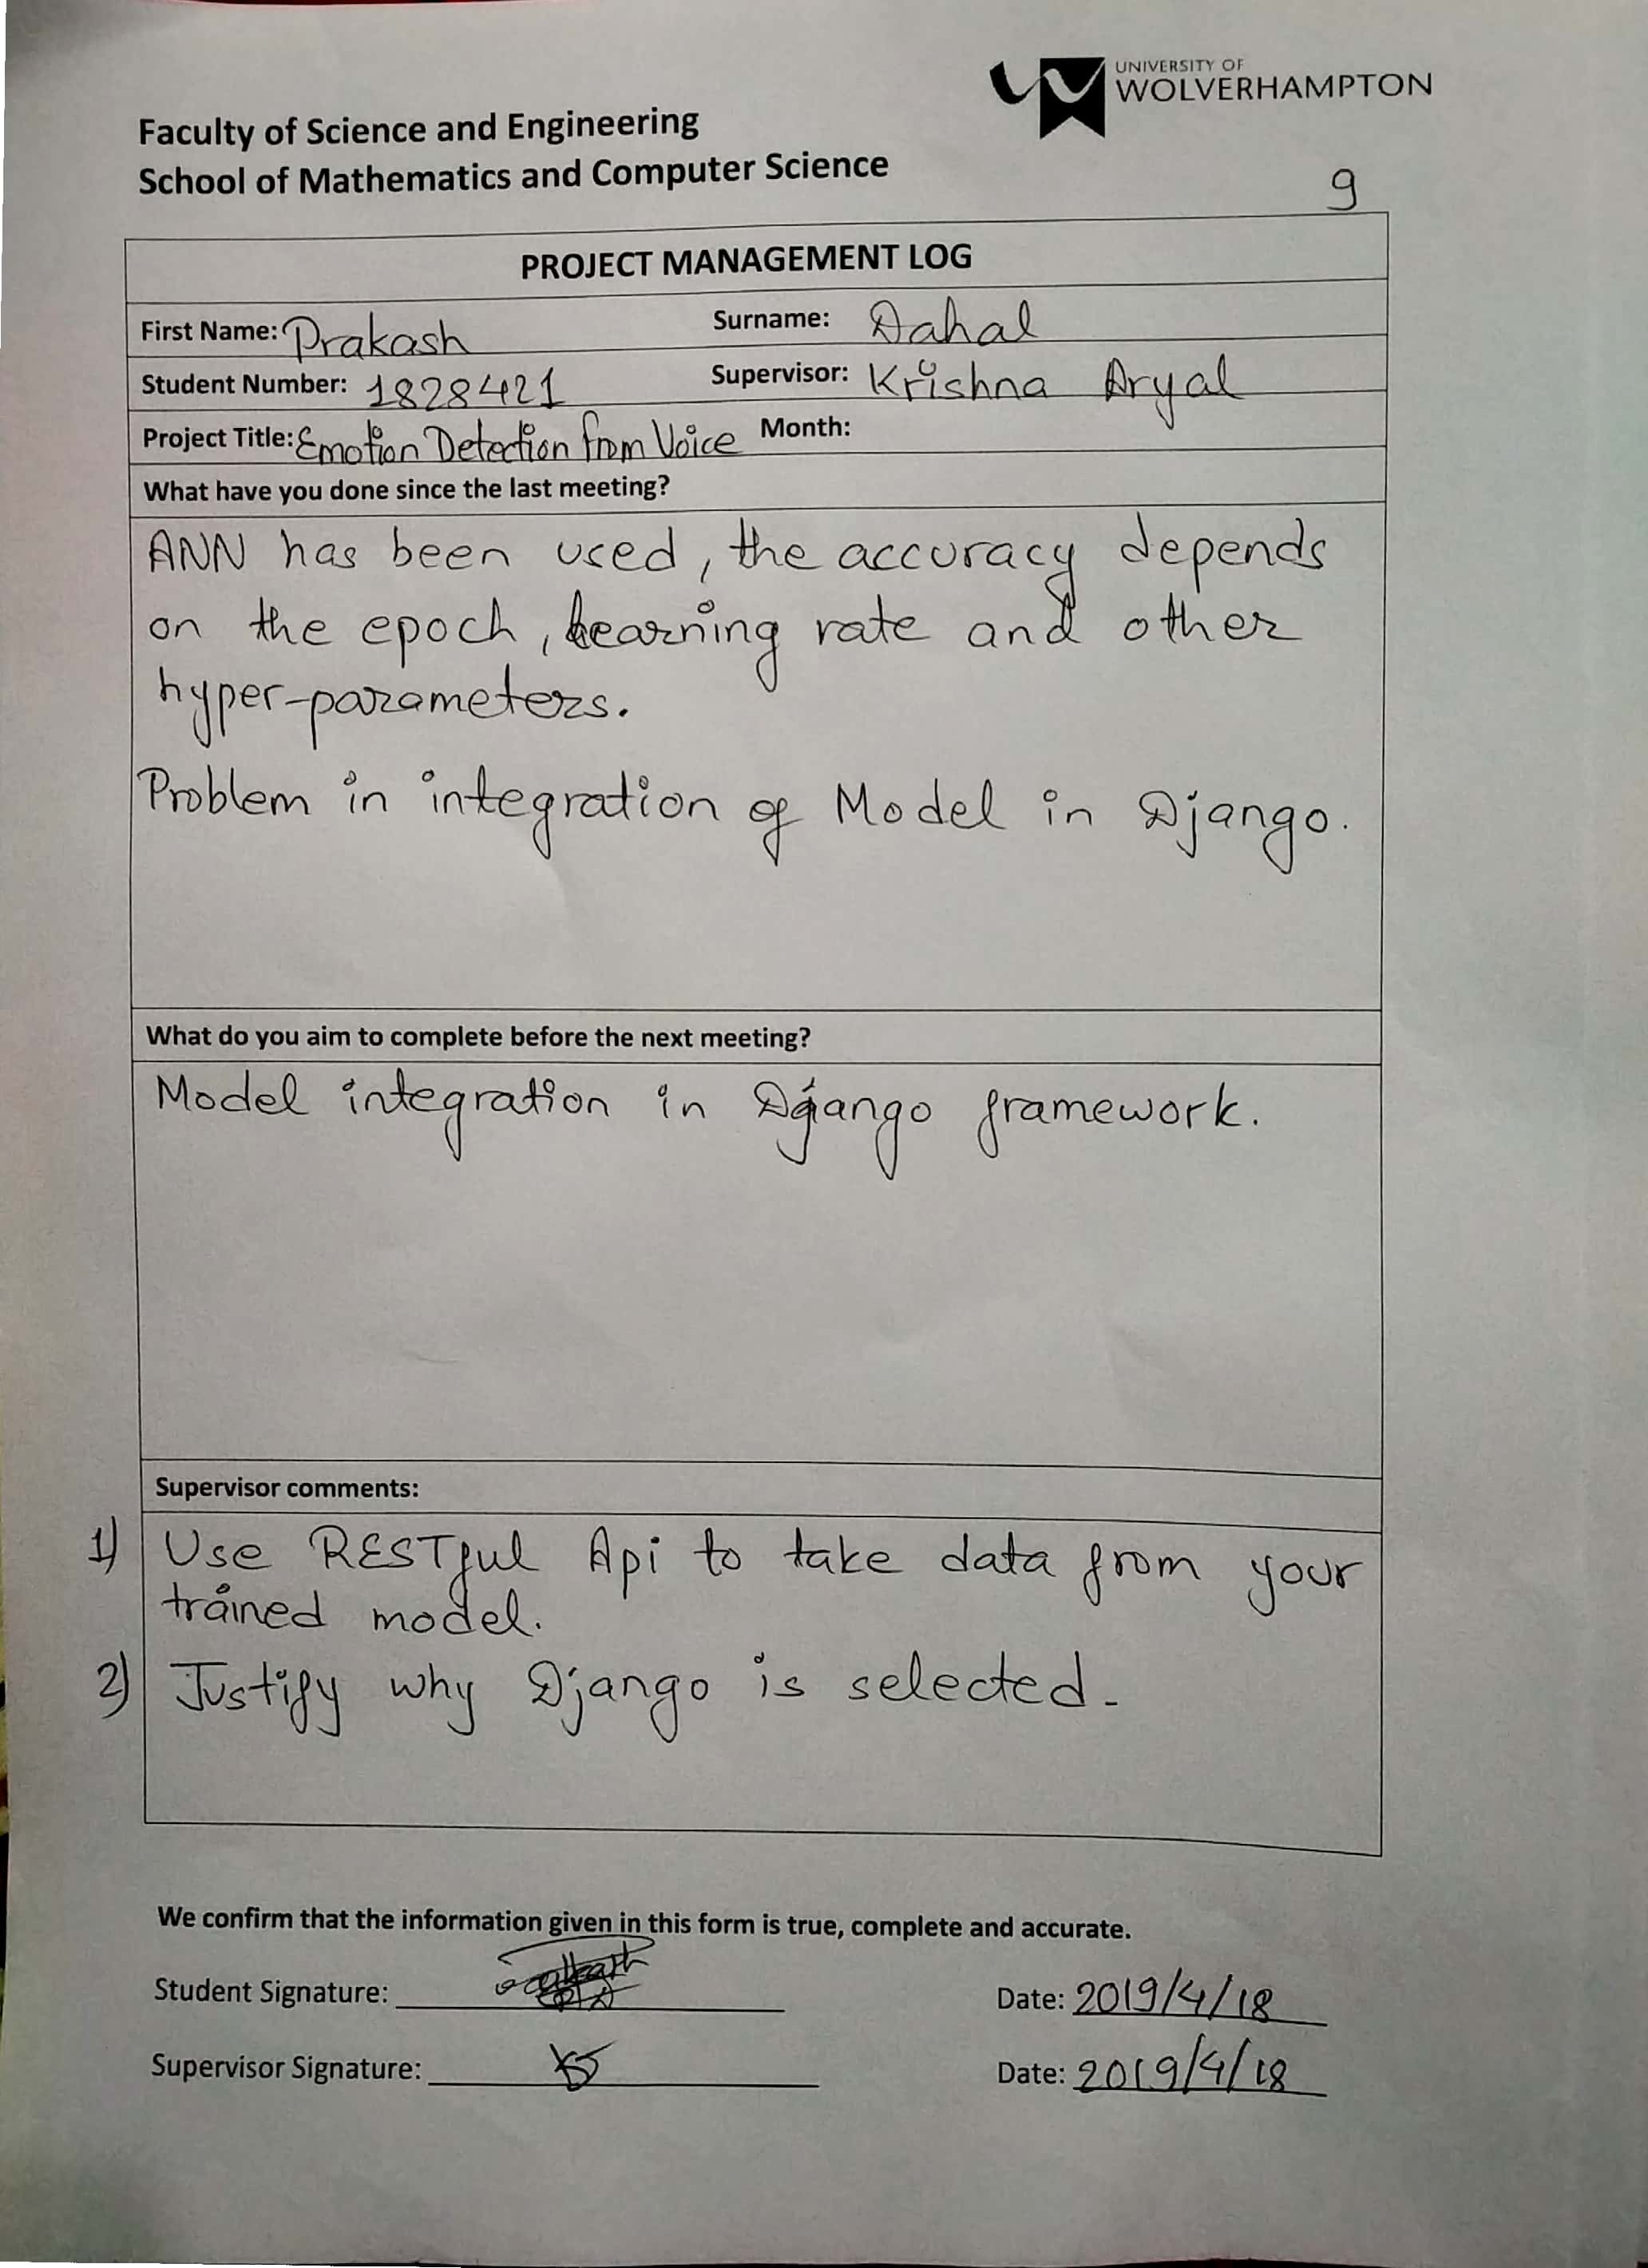 UNIVERSITY OF
WOLVERHAMPTON
Faculty of Science and Engineering
School of Mathematics and Computer Science
9
PROJECT MANAGEMENT LOG
First Name: Prakash Surname: Dahal
Student Number: 1828421 Supervisor: Krishna Aryal
Project Title: Emotion Detection from Voice Month:
What have you done since the last meeting?
ANN has been used, the accuracy depends
on the epoch, learning rate and other
hyper-parameters.
Problem in integration of Model in Django.
What do you aim to complete before the next meeting?
Model integration in Django framework.
Supervisor comments:
1) Use RESTful Api to take data from your
trained model.
2) Justify why Django is selected.
We confirm that the information given in this form is true, complete and accurate.
Student Signature: Date: 2019/4/18
Supervisor Signature: Date: 2019/4/18